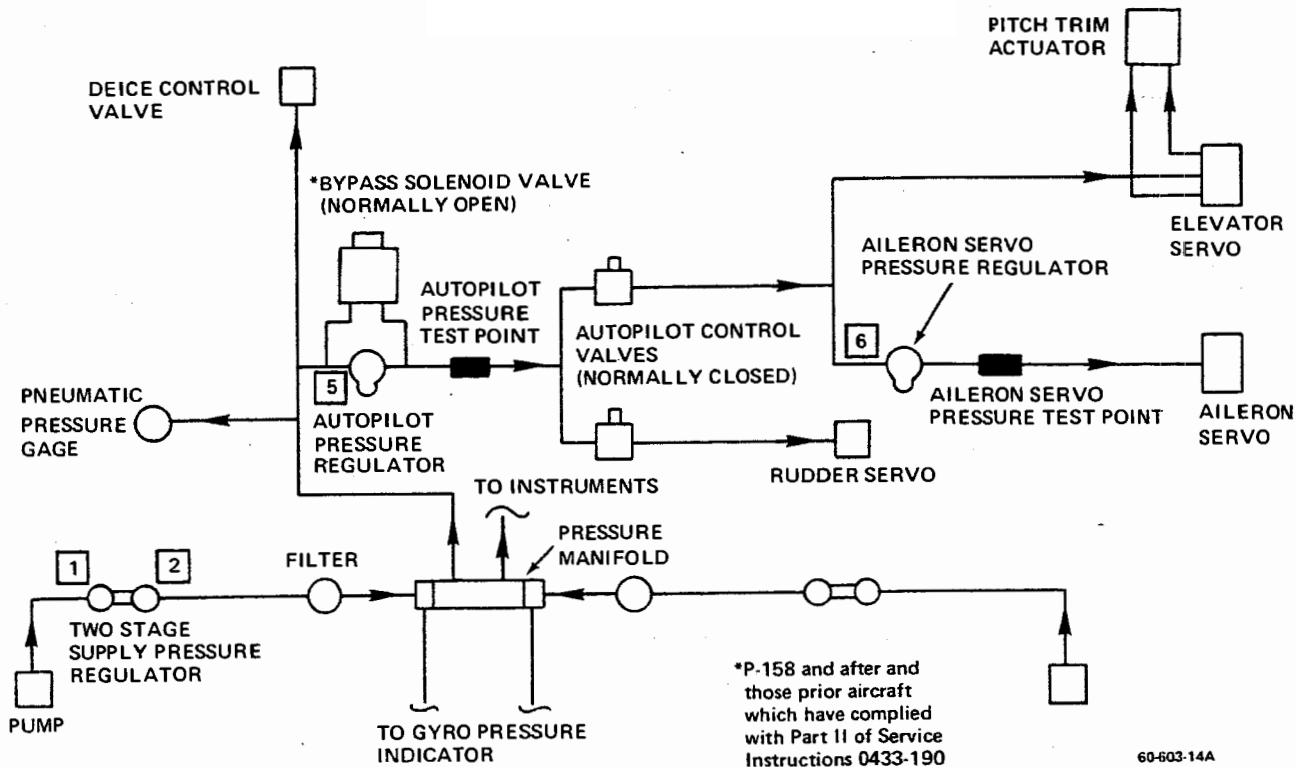 PITCH TRIM
ACTUATOR
DEICE CONTROL
VALVE
*BYPASS SOLENOID VALVE
(NORMALLY OPEN)
ELEVATOR
SERVO
AILERON SERVO
PRESSURE REGULATOR
AUTOPILOT
PRESSURE
TEST POINT
AUTOPILOT CONTROL
VALVES
(NORMALLY CLOSED)
6
5
PNEUMATIC
PRESSURE
GAGE
AUTOPILOT
PRESSURE
REGULATOR
AILERON SERVO
PRESSURE TEST POINT
AILERON
SERVO
RUDDER SERVO
TO INSTRUMENTS
PRESSURE
MANIFOLD
1
2
FILTER
TWO STAGE
SUPPLY PRESSURE
REGULATOR
PUMP
TO GYRO PRESSURE
INDICATOR
*P-158 and after and
those prior aircraft
which have complied
with Part II of Service
Instructions 0433-190
60-603-14A